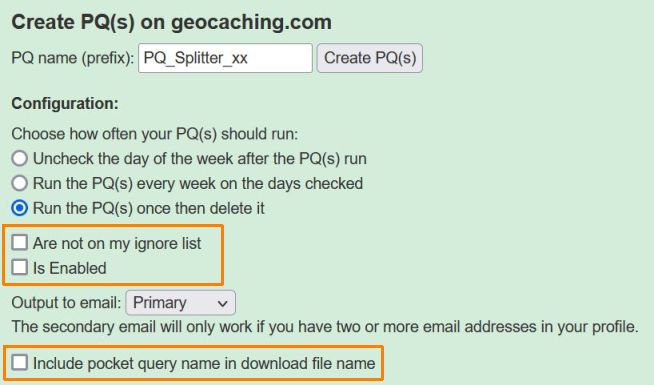 Create PQ(s) on geocaching.com
PQ name (prefix): PQ_Splitter_xx Create PQ(s)
Configuration:
Choose how often your PQ(s) should run:
Uncheck the day of the week after the PQ(s) run
Run the PQ(s) every week on the days checked
Run the PQ(s) once then delete it
Are not on my ignore list
Is Enabled
Output to email: Primary
The secondary email will only work if you have two or more email addresses in your profile.
Include pocket query name in download file name